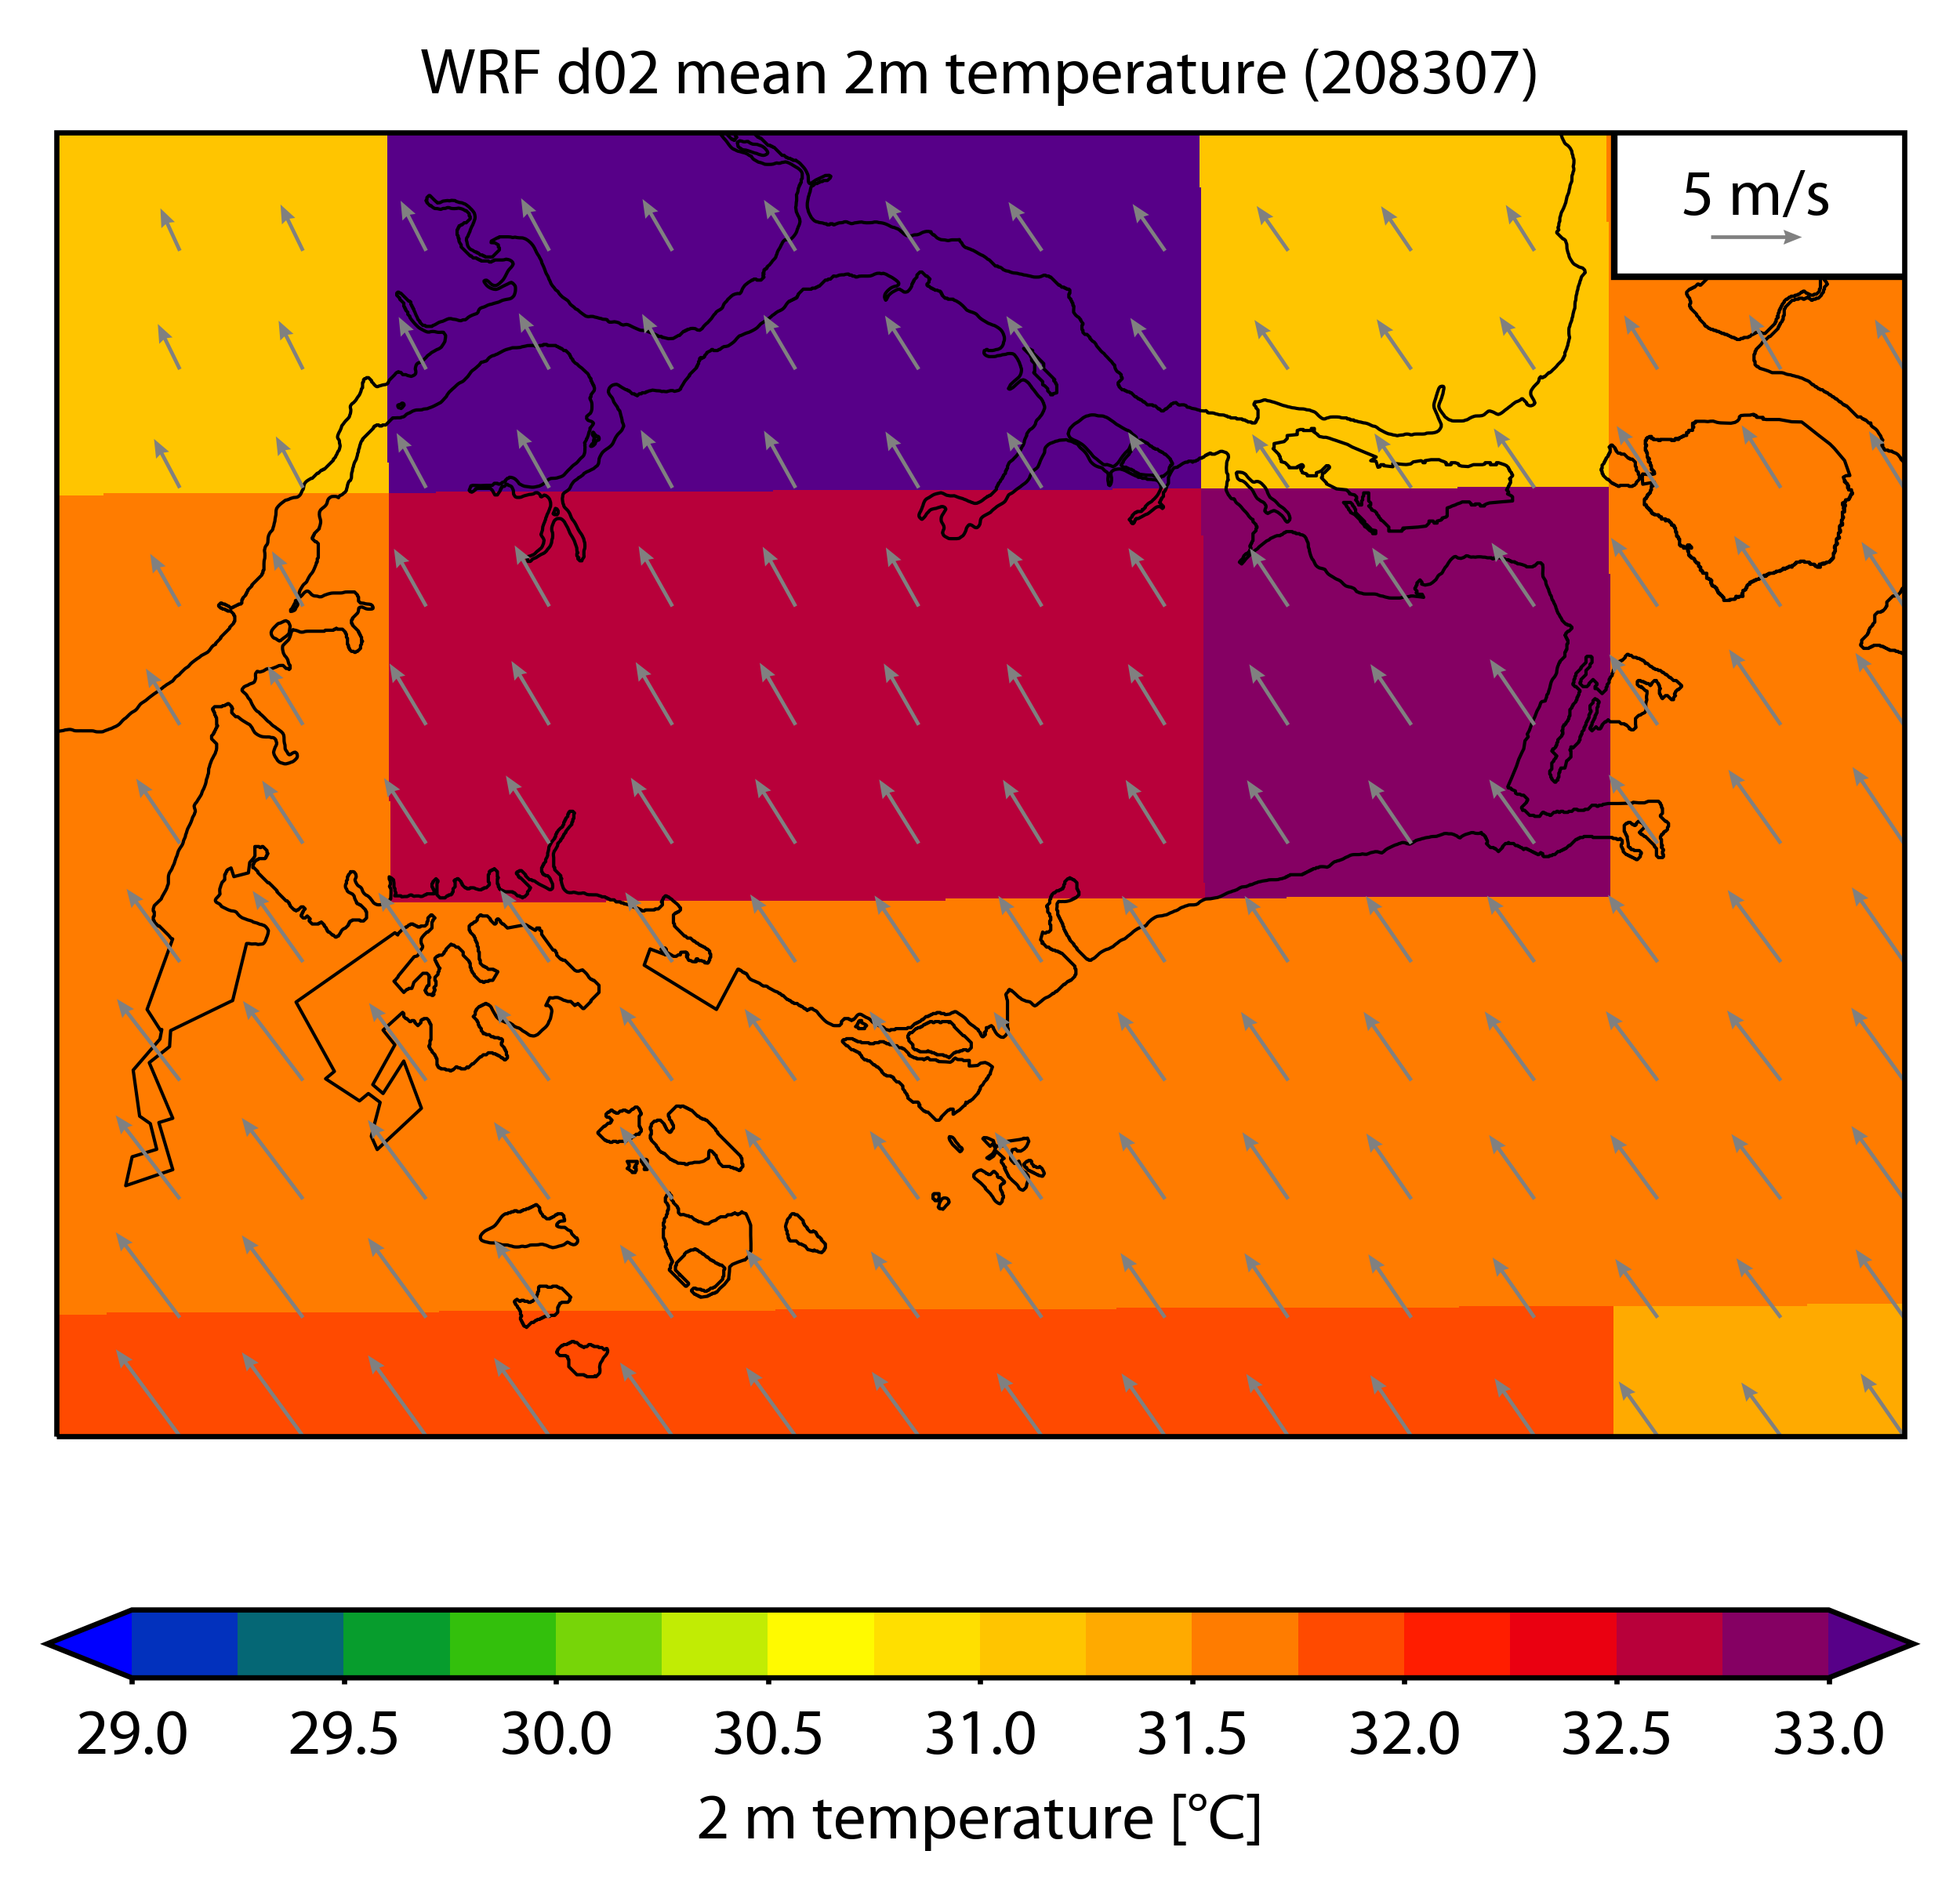 WRF d02 mean 2m temperature (208307)
5 m/s
29.0 29.5 30.0 30.5 31.0 31.5 32.0 32.5 33.0
2 m temperature [°C]